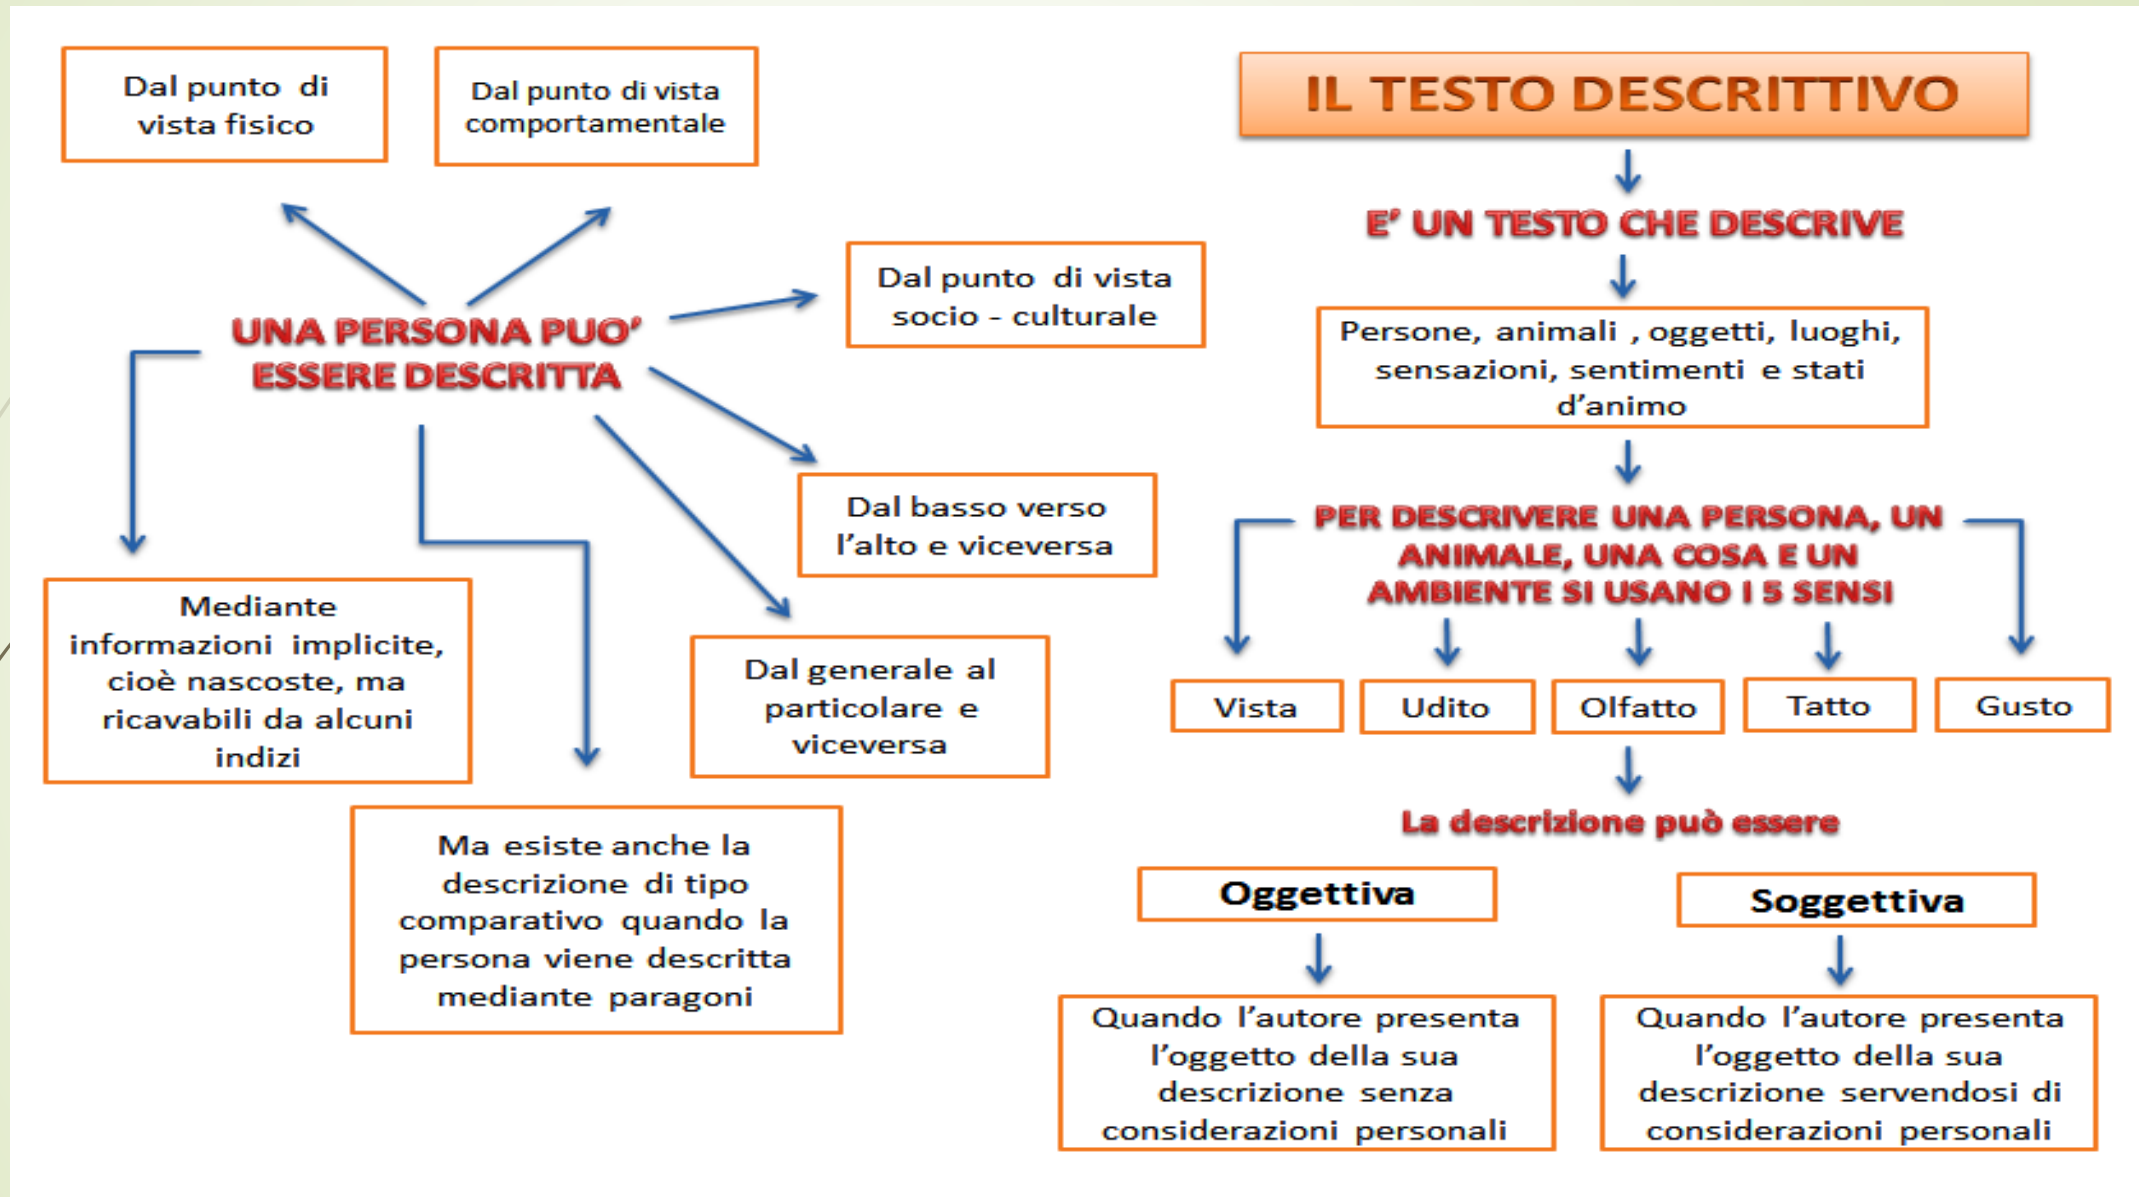 Dal punto di
vista fisico
Dal punto di vista
comportamentale
UNA PERSONA PUO'
ESSERE DESCRITTA
Dal punto di vista
socio - culturale
Dal basso verso
l'alto e viceversa
Dal generale al
particolare e
viceversa
Mediante
informazioni implicite,
cioè nascoste, ma
ricavabili da alcuni
indizi
Ma esiste anche la
descrizione di tipo
comparativo quando la
persona viene descritta
mediante paragoni
IL TESTO DESCRITTIVO
E' UN TESTO CHE DESCRIVE
Persone, animali , oggetti, luoghi,
sensazioni, sentimenti e stati
d'animo
PER DESCRIVERE UNA PERSONA, UN
ANIMALE, UNA COSA E UN
AMBIENTE SI USANO I 5 SENSI
Vista
Udito
Olfatto
Tatto
Gusto
La descrizione può essere
Oggettiva
Soggettiva
Quando l'autore presenta
l'oggetto della sua
descrizione senza
considerazioni personali
Quando l'autore presenta
l'oggetto della sua
descrizione servendosi di
considerazioni personali